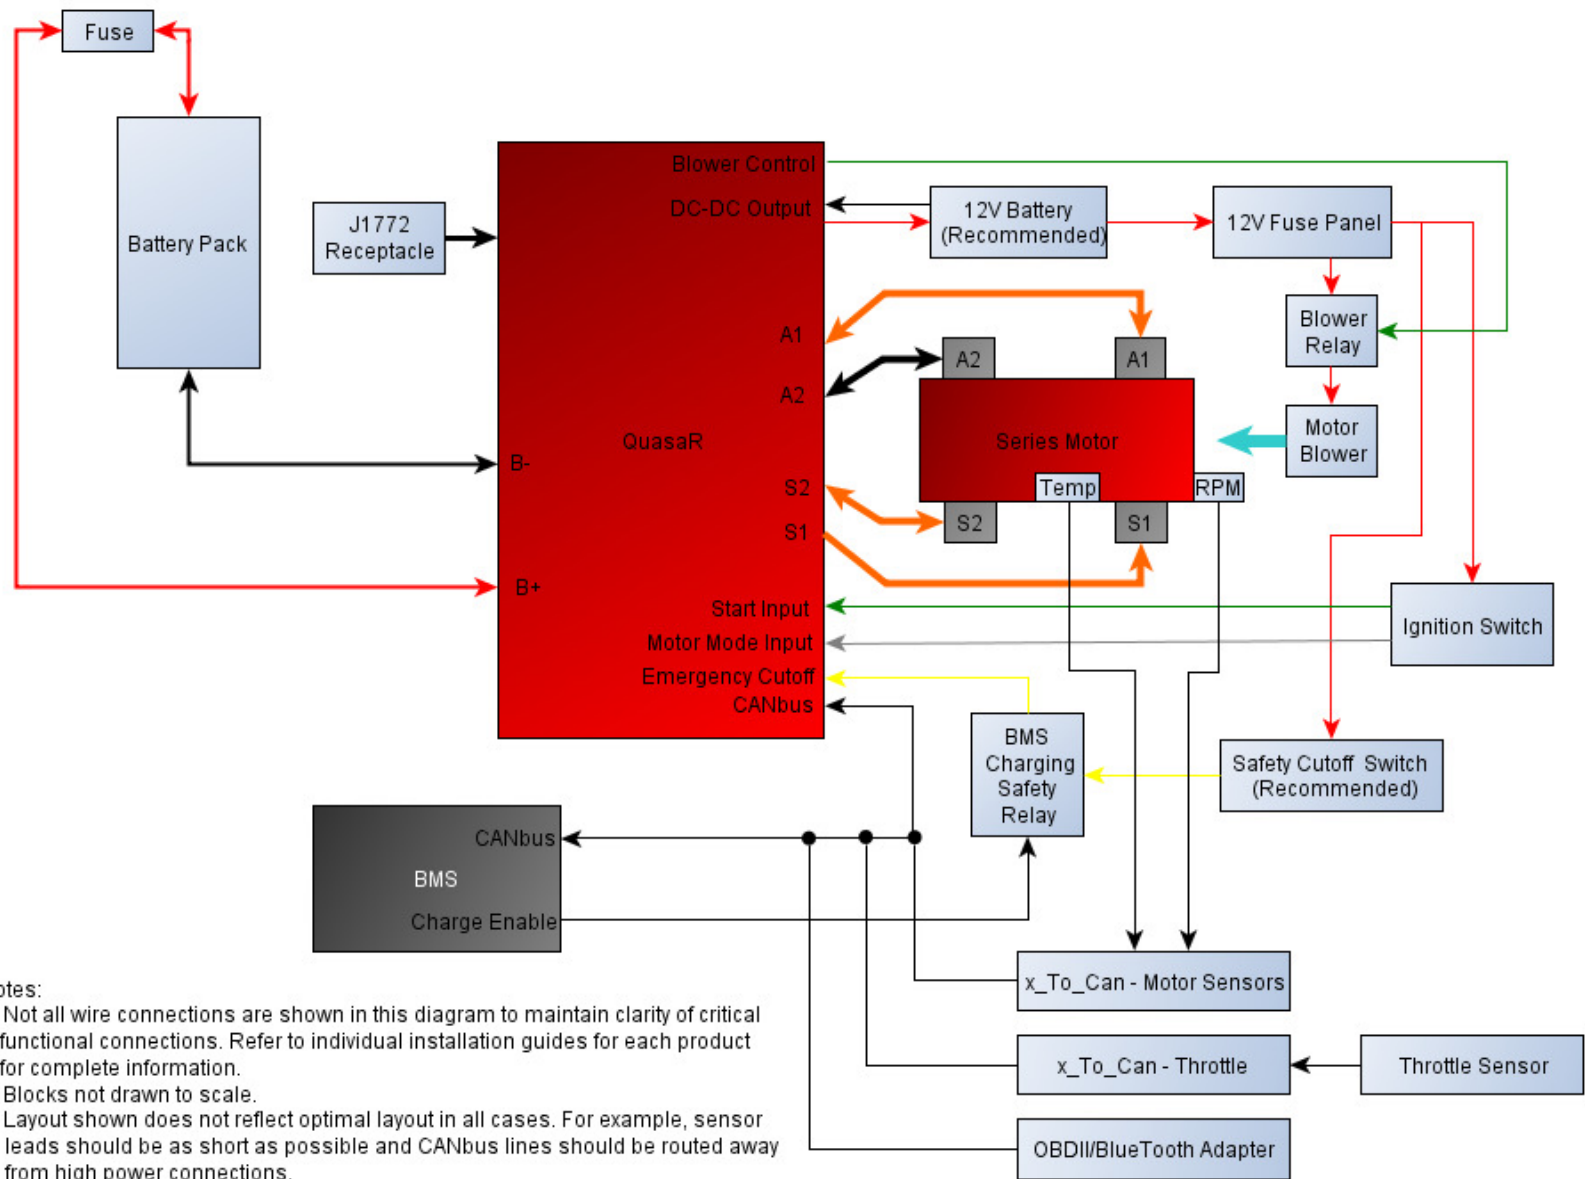 Fuse
Battery Pack
J1772
Receptacle
Blower Control
DC-DC Output
A1
A2
QuasaR
B-
S2
S1
B+
Start Input
Motor Mode Input
Emergency Cutoff
CANbus
12V Battery
(Recommended)
12V Fuse Panel
Blower
Relay
Motor
Blower
A2
A1
Series Motor
Temp
RPM
S2
S1
Ignition Switch
BMS
Charging
Safety
Relay
Safety Cutoff Switch
(Recommended)
CANbus
BMS
Charge Enable
x_To_Can - Motor Sensors
x_To_Can - Throttle
Throttle Sensor
OBDII/BlueTooth Adapter
otes:
Not all wire connections are shown in this diagram to maintain clarity of critical
functional connections. Refer to individual installation guides for each product
for complete information.
Blocks not drawn to scale.
Layout shown does not reflect optimal layout in all cases. For example, sensor
leads should be as short as possible and CANbus lines should be routed away
from high power connections.